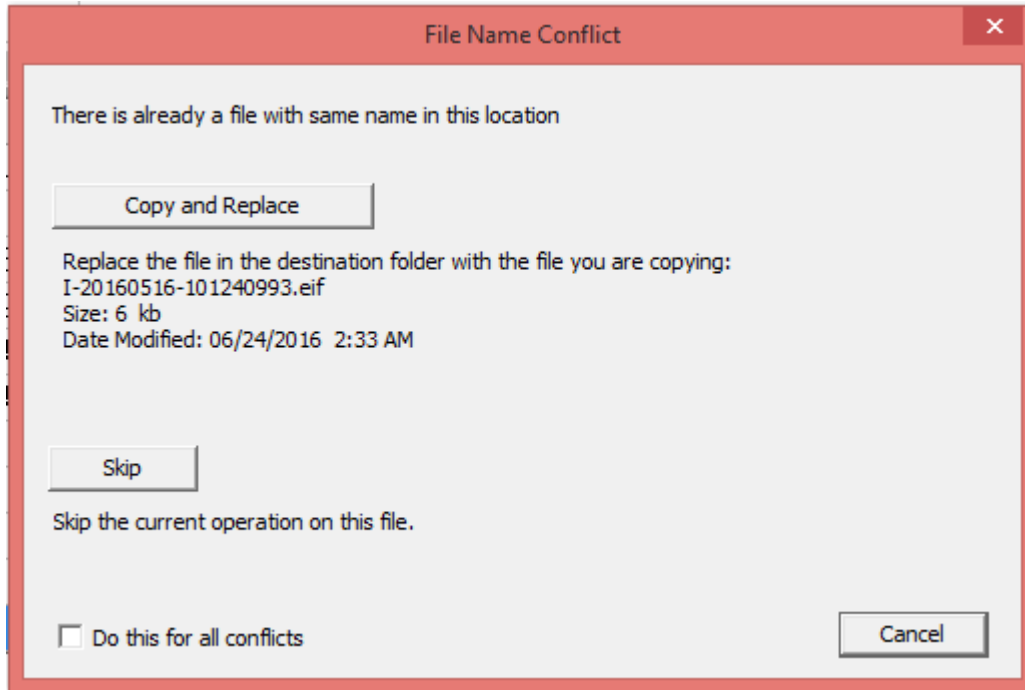 File Name Conflict
There is already a file with same name in this location
Copy and Replace
Replace the file in the destination folder with the file you are copying:
I-20160516-101240993.eif
Size: 6 kb
Date Modified: 06/24/2016 2:33 AM
Skip
Skip the current operation on this file.
Do this for all conflicts
Cancel